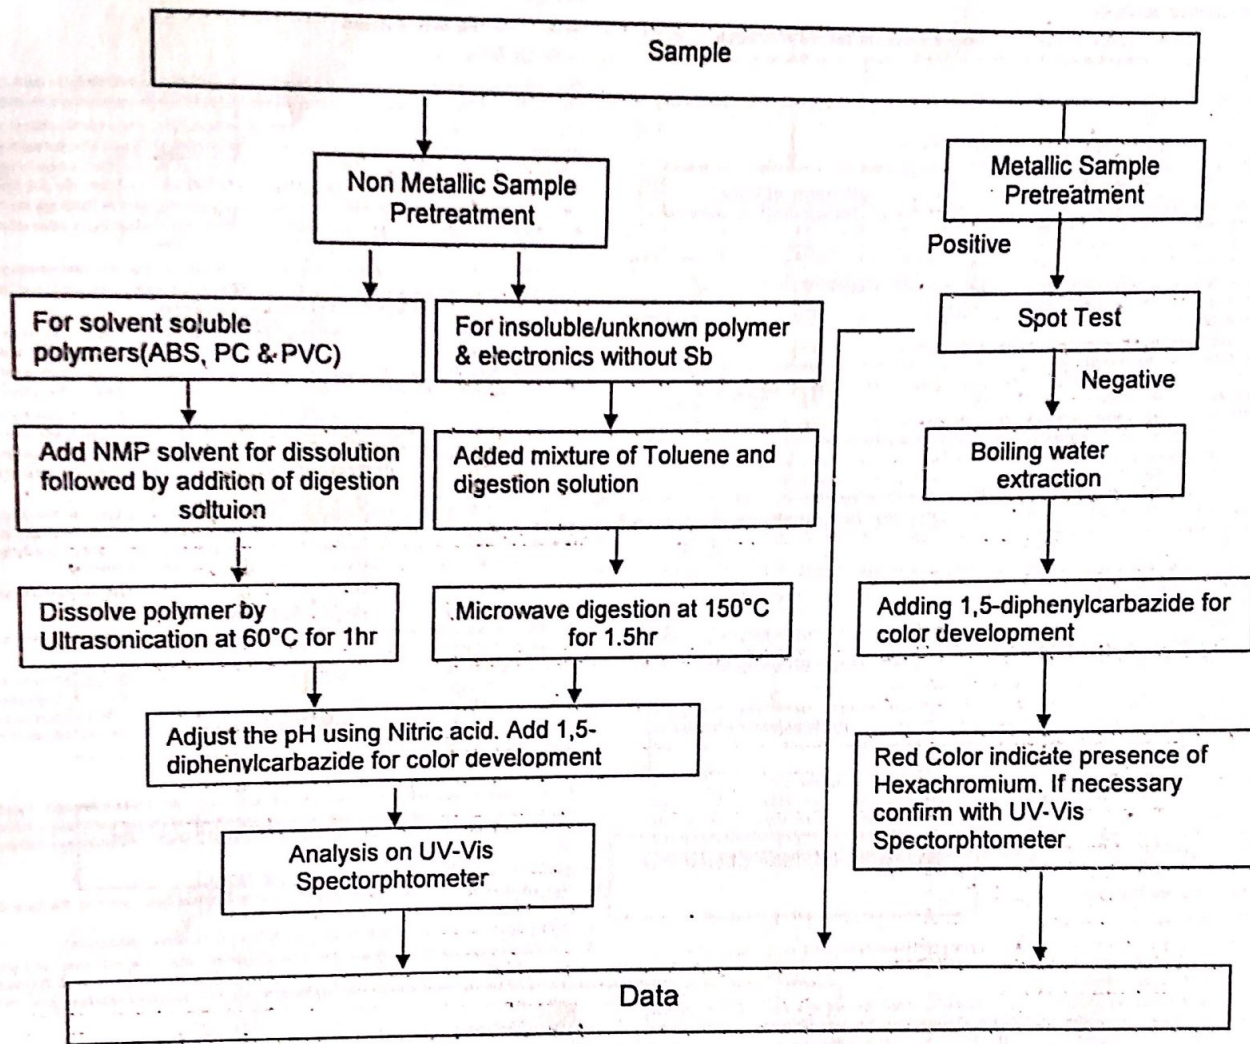 Sample
Non Metallic Sample
Pretreatment
Metallic Sample
Pretreatment
Positive
For solvent soluble
polymers(ABS, PC & PVC)
For insoluble/unknown polymer
& electronics without Sb
Spot Test
Negative
Add NMP solvent for dissolution
followed by addition of digestion
soltuion
Added mixture of Toluene and
digestion solution
Boiling water
extraction
Dissolve polymer by
Ultrasonication at 60°C for 1hr
Microwave digestion at 150°C
for 1.5hr
Adding 1,5-diphenylcarbazide for
color development
Adjust the pH using Nitric acid. Add 1,5-
diphenylcarbazide for color development
Red Color indicate presence of
Hexachromium. If necessary
confirm with UV-Vis
Spectorphtometer
Analysis on UV-Vis
Spectorphtometer
Data